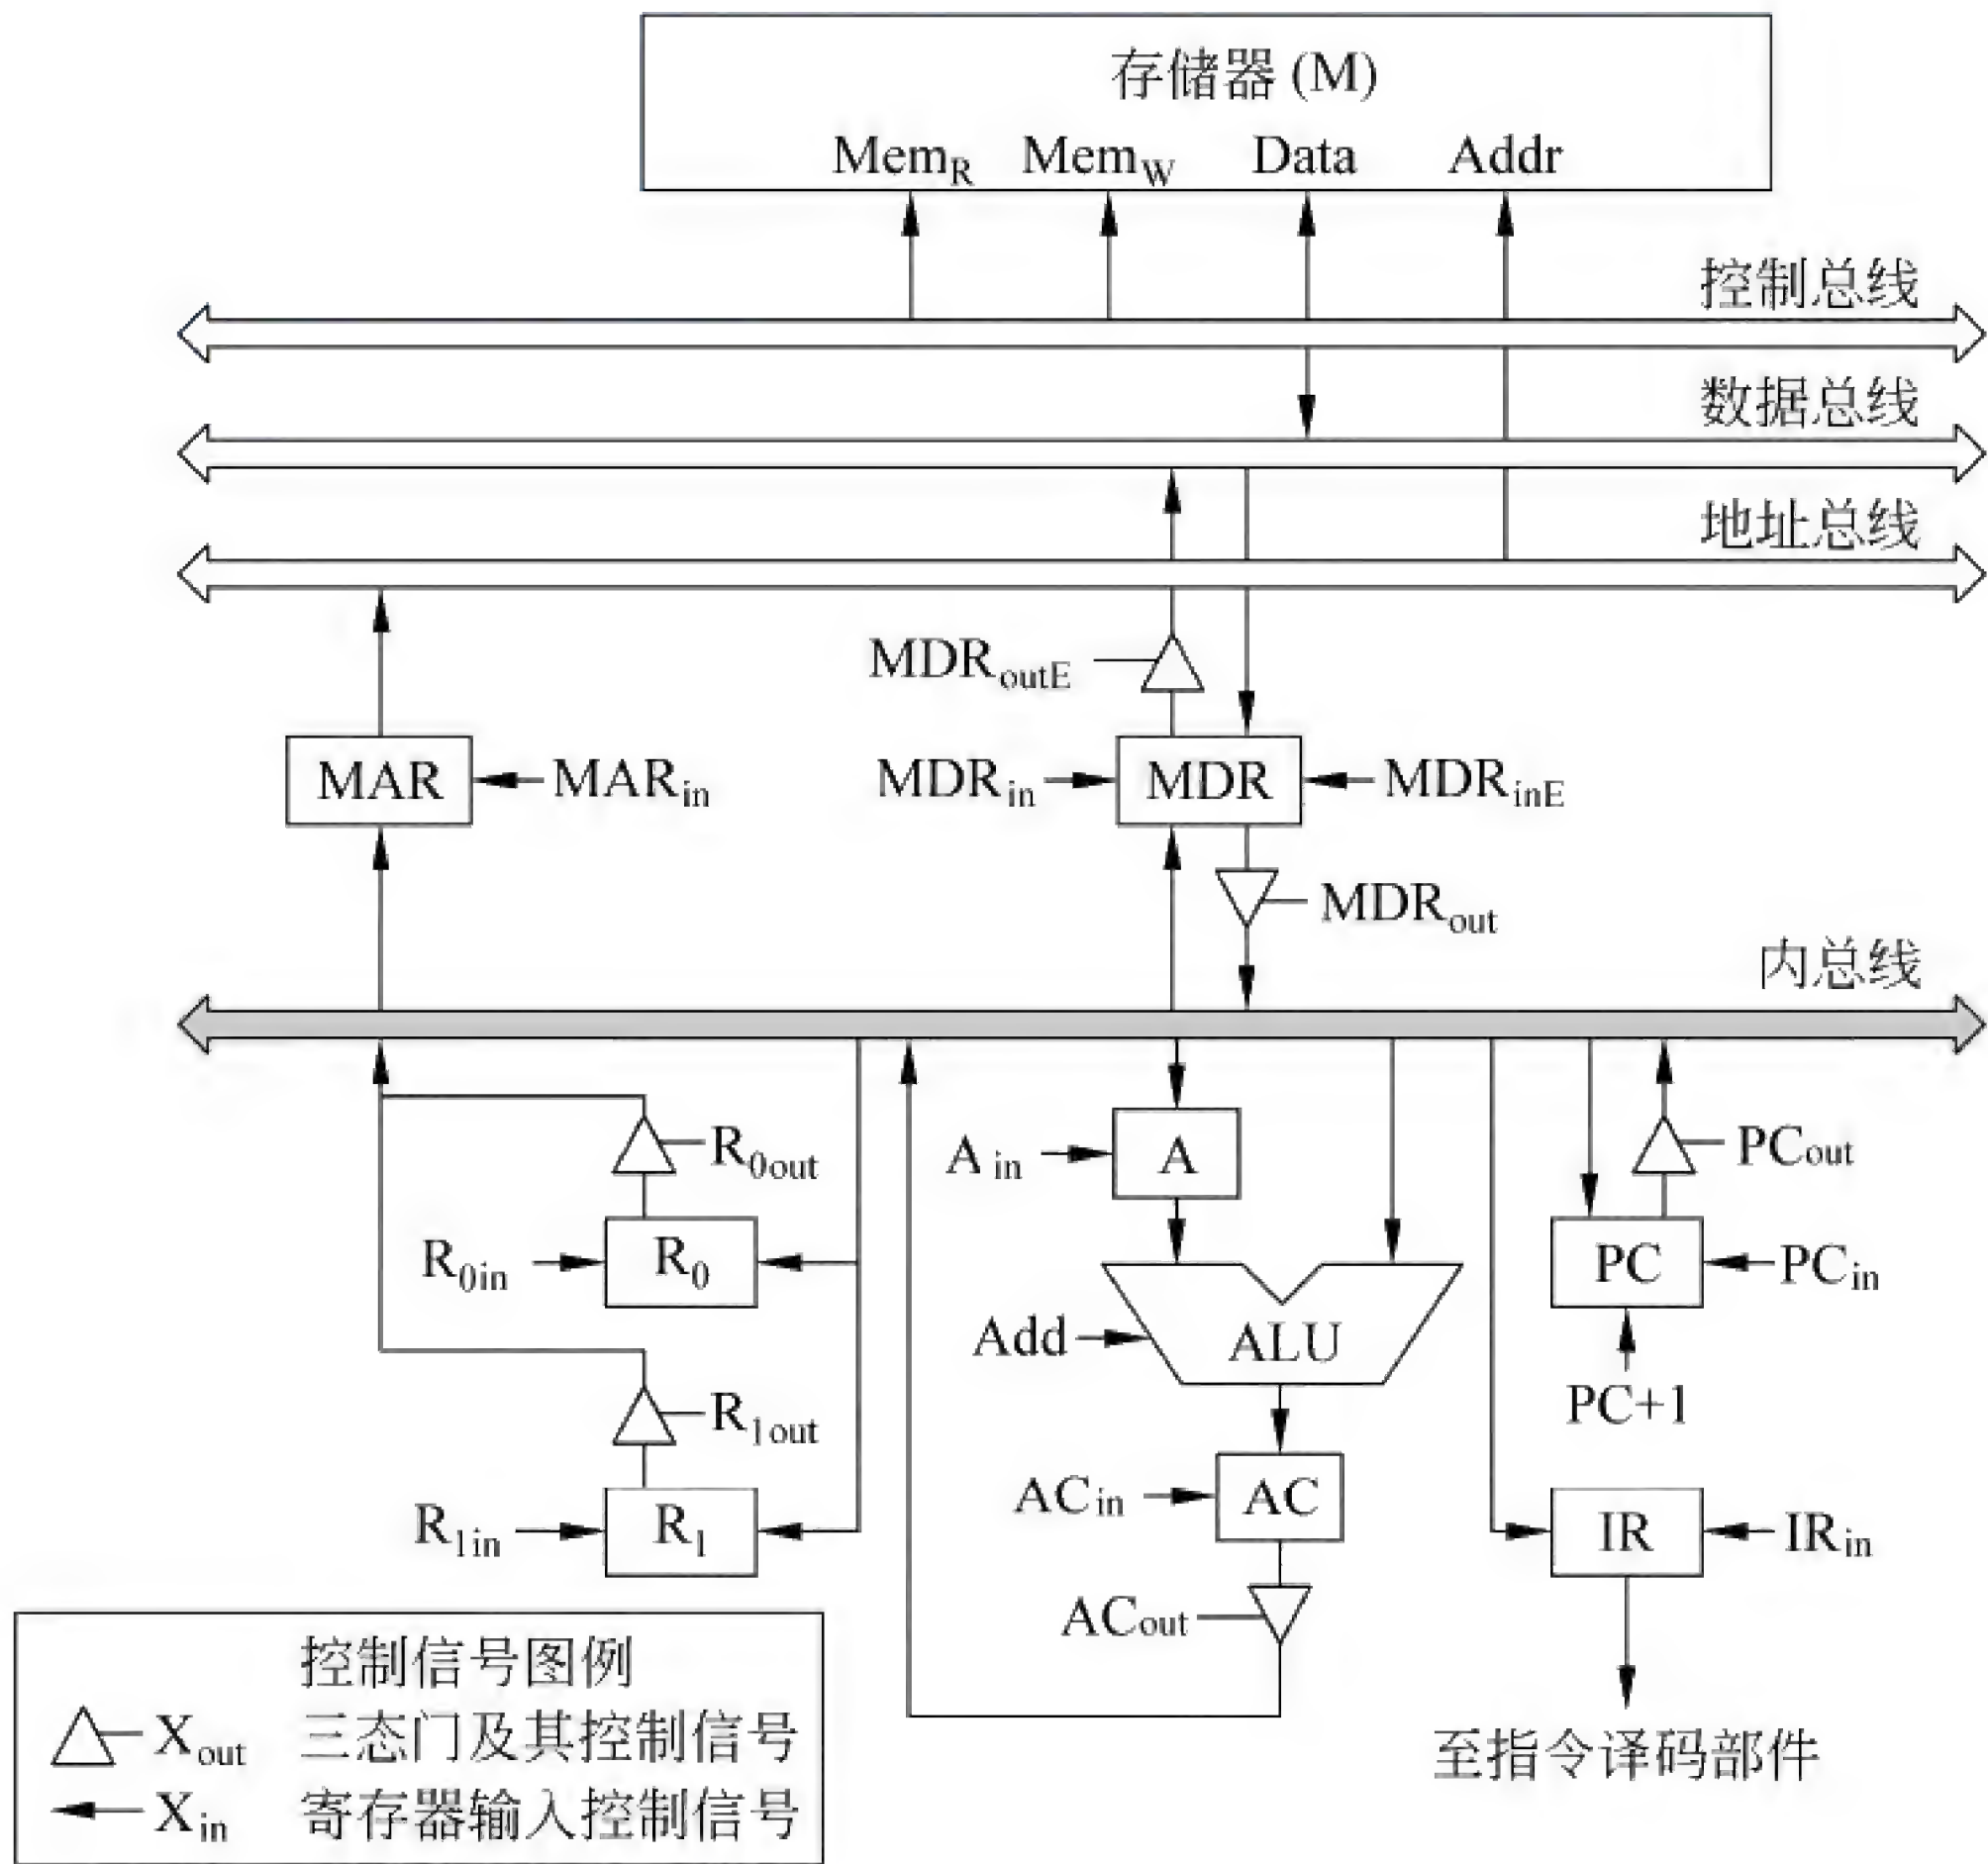 存储器 (M)
MemR MemW Data Addr
控制总线
数据总线
地址总线
MDRoutE
MAR MARin MDRin MDR MDRinE
MDRout
内总线
R0out Ain A PCout
R0in R0 PC PCin
Add ALU
PC+1
R1out
ACin AC
R1in R1 IR IRin
ACout
控制信号图例
Xout 三态门及其控制信号
Xin 寄存器输入控制信号
至指令译码部件